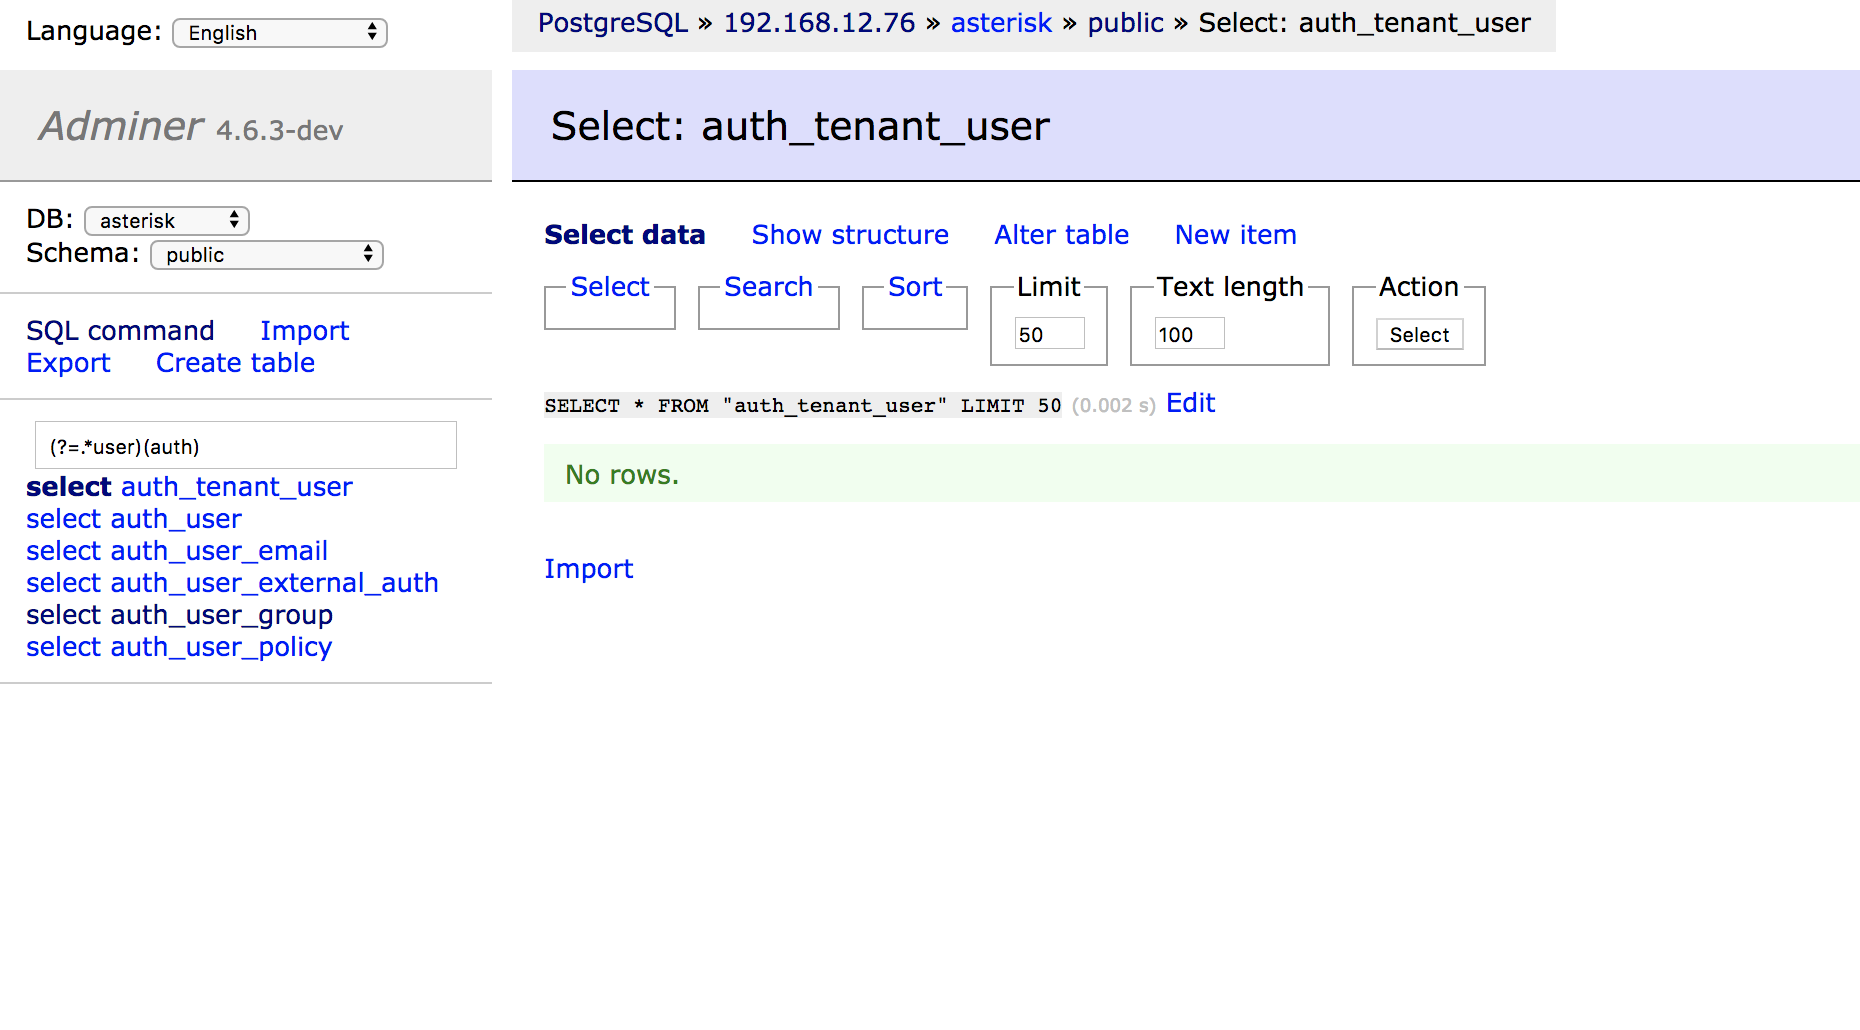 Language: English
PostgreSQL » 192.168.12.76 » asterisk » public » Select: auth_tenant_user
Adminer 4.6.3-dev
Select: auth_tenant_user
DB: asterisk
Schema: public
SQL command Import
Export Create table
(?=.*user)(auth)
select auth_tenant_user
select auth_user
select auth_user_email
select auth_user_external_auth
select auth_user_group
select auth_user_policy
Select data Show structure Alter table New item
Select Search Sort Limit Text length Action
50 100 Select
SELECT * FROM "auth_tenant_user" LIMIT 50 (0.002 s) Edit
No rows.
Import